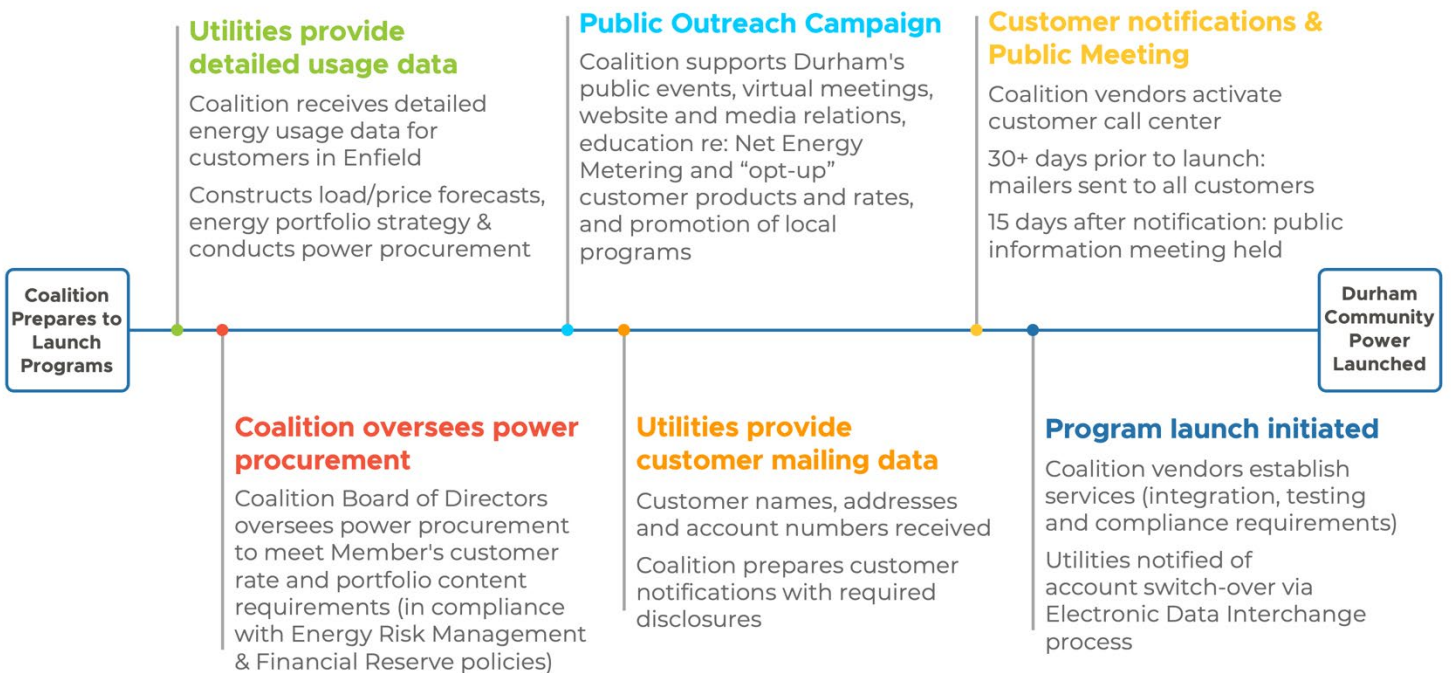 Coalition
Prepares to
Launch
Programs
Utilities provide
detailed usage data
Coalition receives detailed
energy usage data for
customers in Enfield
Constructs load/price forecasts,
energy portfolio strategy &
conducts power procurement
Coalition oversees power
procurement
Coalition Board of Directors
oversees power procurement
to meet Member's customer
rate and portfolio content
requirements (in compliance
with Energy Risk Management
& Financial Reserve policies)
Public Outreach Campaign
Coalition supports Durham's
public events, virtual meetings,
website and media relations,
education re: Net Energy
Metering and “opt-up”
customer products and rates,
and promotion of local
programs
Utilities provide
customer mailing data
Customer names, addresses
and account numbers received
Coalition prepares customer
notifications with required
disclosures
Customer notifications &
Public Meeting
Coalition vendors activate
customer call center
30+ days prior to launch:
mailers sent to all customers
15 days after notification: public
information meeting held
Program launch initiated
Coalition vendors establish
services (integration, testing
and compliance requirements)
Utilities notified of
account switch-over via
Electronic Data Interchange
process
Durham
Community
Power
Launched